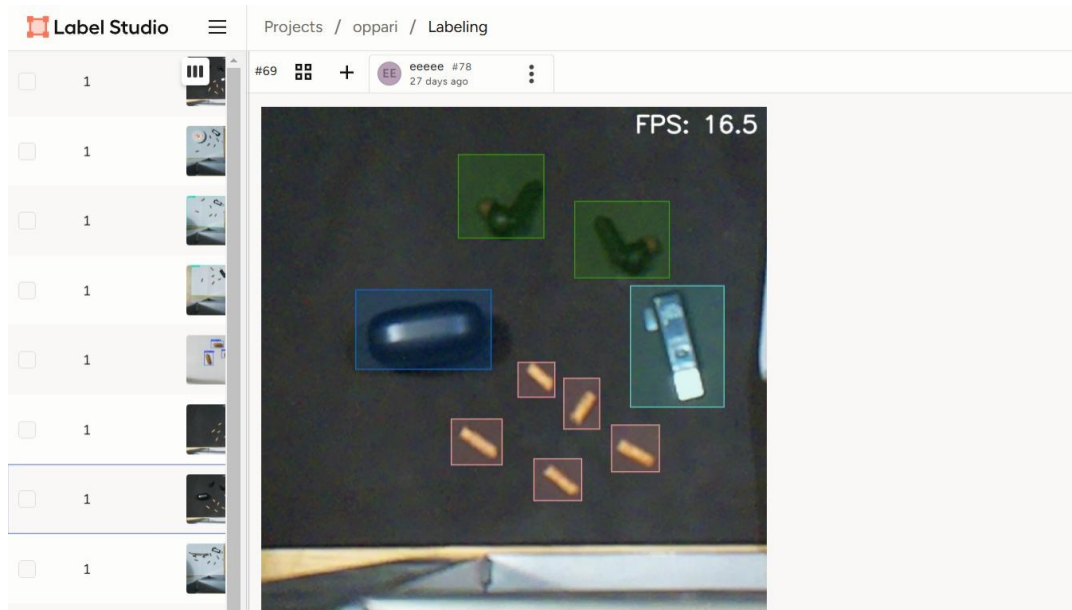 Label Studio
Projects / oppari / Labeling
#69
EE
eeeee #78
27 days ago
FPS: 16.5
1
1
1
1
1
1
1
1